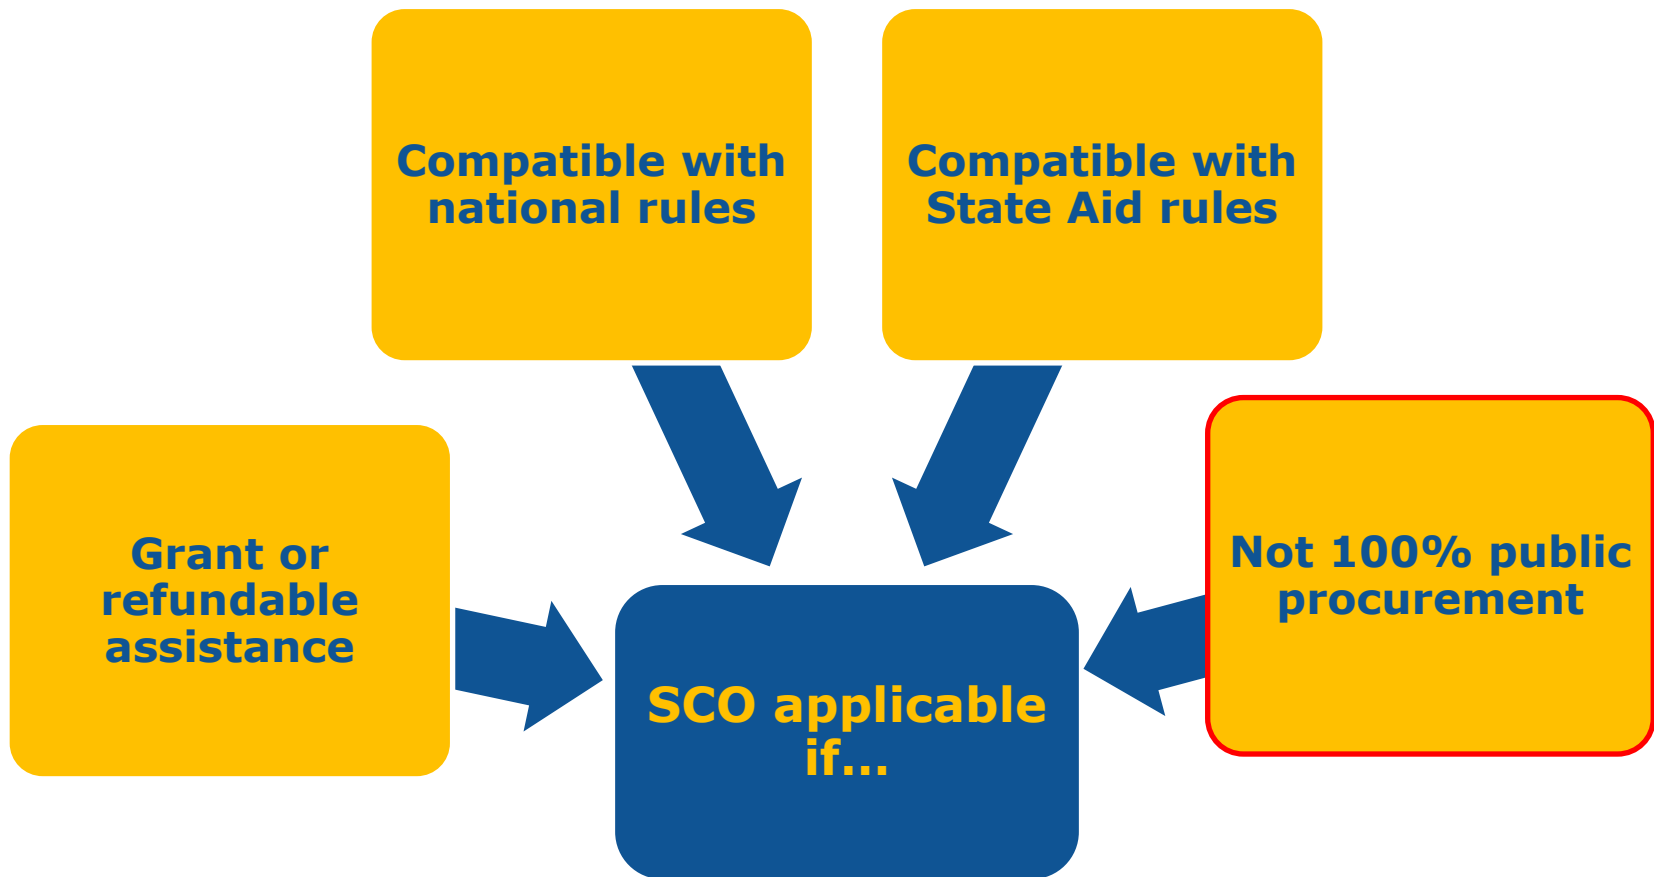 Compatible with
national rules
Compatible with
State Aid rules
Grant or
refundable
assistance
Not 100% public
procurement
SCO applicable
if…